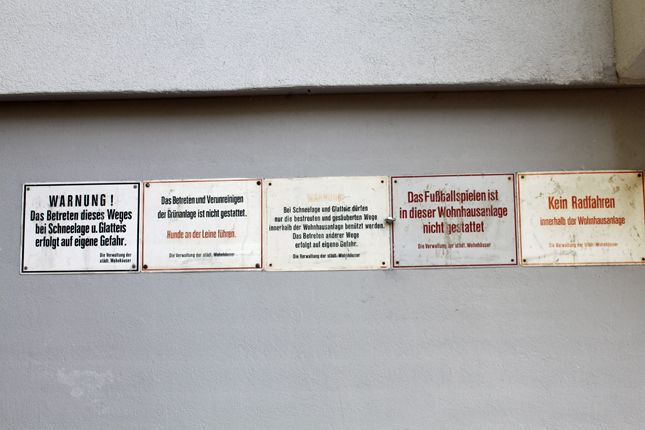 WARNUNG!
Das Betreten dieses Weges
bei Schneelage u. Glatteis
erfolgt auf eigene Gefahr.
Die Verwaltung der
städt. Wohnhäuser
Das Betreten und Verunreinigen
der Grünanlage ist nicht gestattet.
Hunde an der Leine führen.
Die Verwaltung der städt. Wohnhäuser
WARNUNG!
Bei Schneelage und Glatteis dürfen
nur die bestreuten und gesäuberten Wege
innerhalb der Wohnhausanlage benützt werden.
Das Betreten anderer Wege
erfolgt auf eigene Gefahr.
Die Verwaltung der städt. Wohnhäuser
Das Fußballspielen ist
in dieser Wohnhausanlage
nicht gestattet
Die Verwaltung der städt. Wohnhäuser
Kein Radfahren
innerhalb der Wohnhausanlage
Die Verwaltung der städt. Wohnhäuser